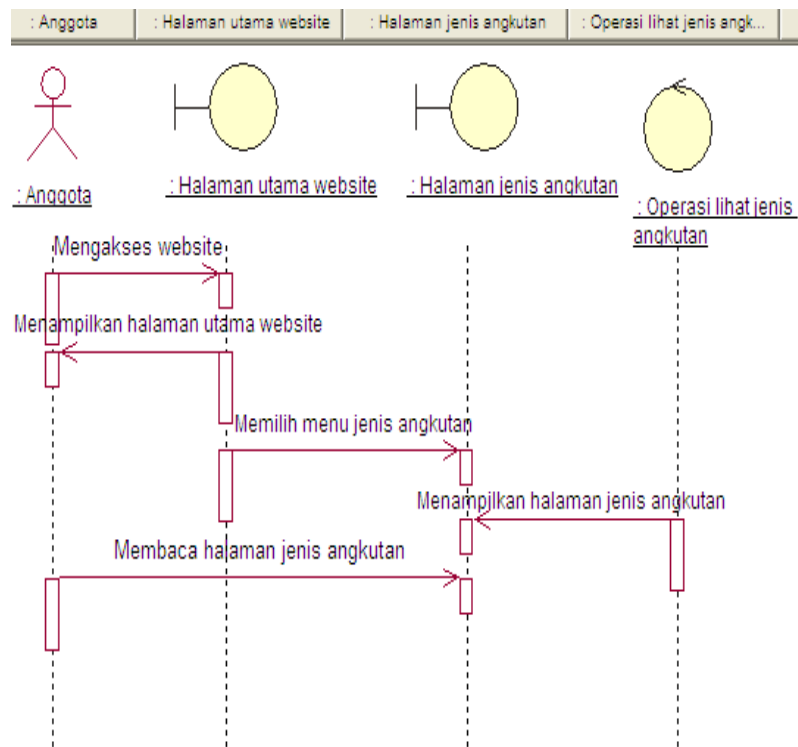 : Anggota
: Halaman utama website
: Halaman jenis angkutan
: Operasi lihat jenis angk...
: Anggota
: Halaman utama website
: Halaman jenis angkutan
: Operasi lihat jenis
angkutan
Mengakses website
Menampilkan halaman utama website
Memilih menu jenis angkutan
Menampilkan halaman jenis angkutan
Membaca halaman jenis angkutan